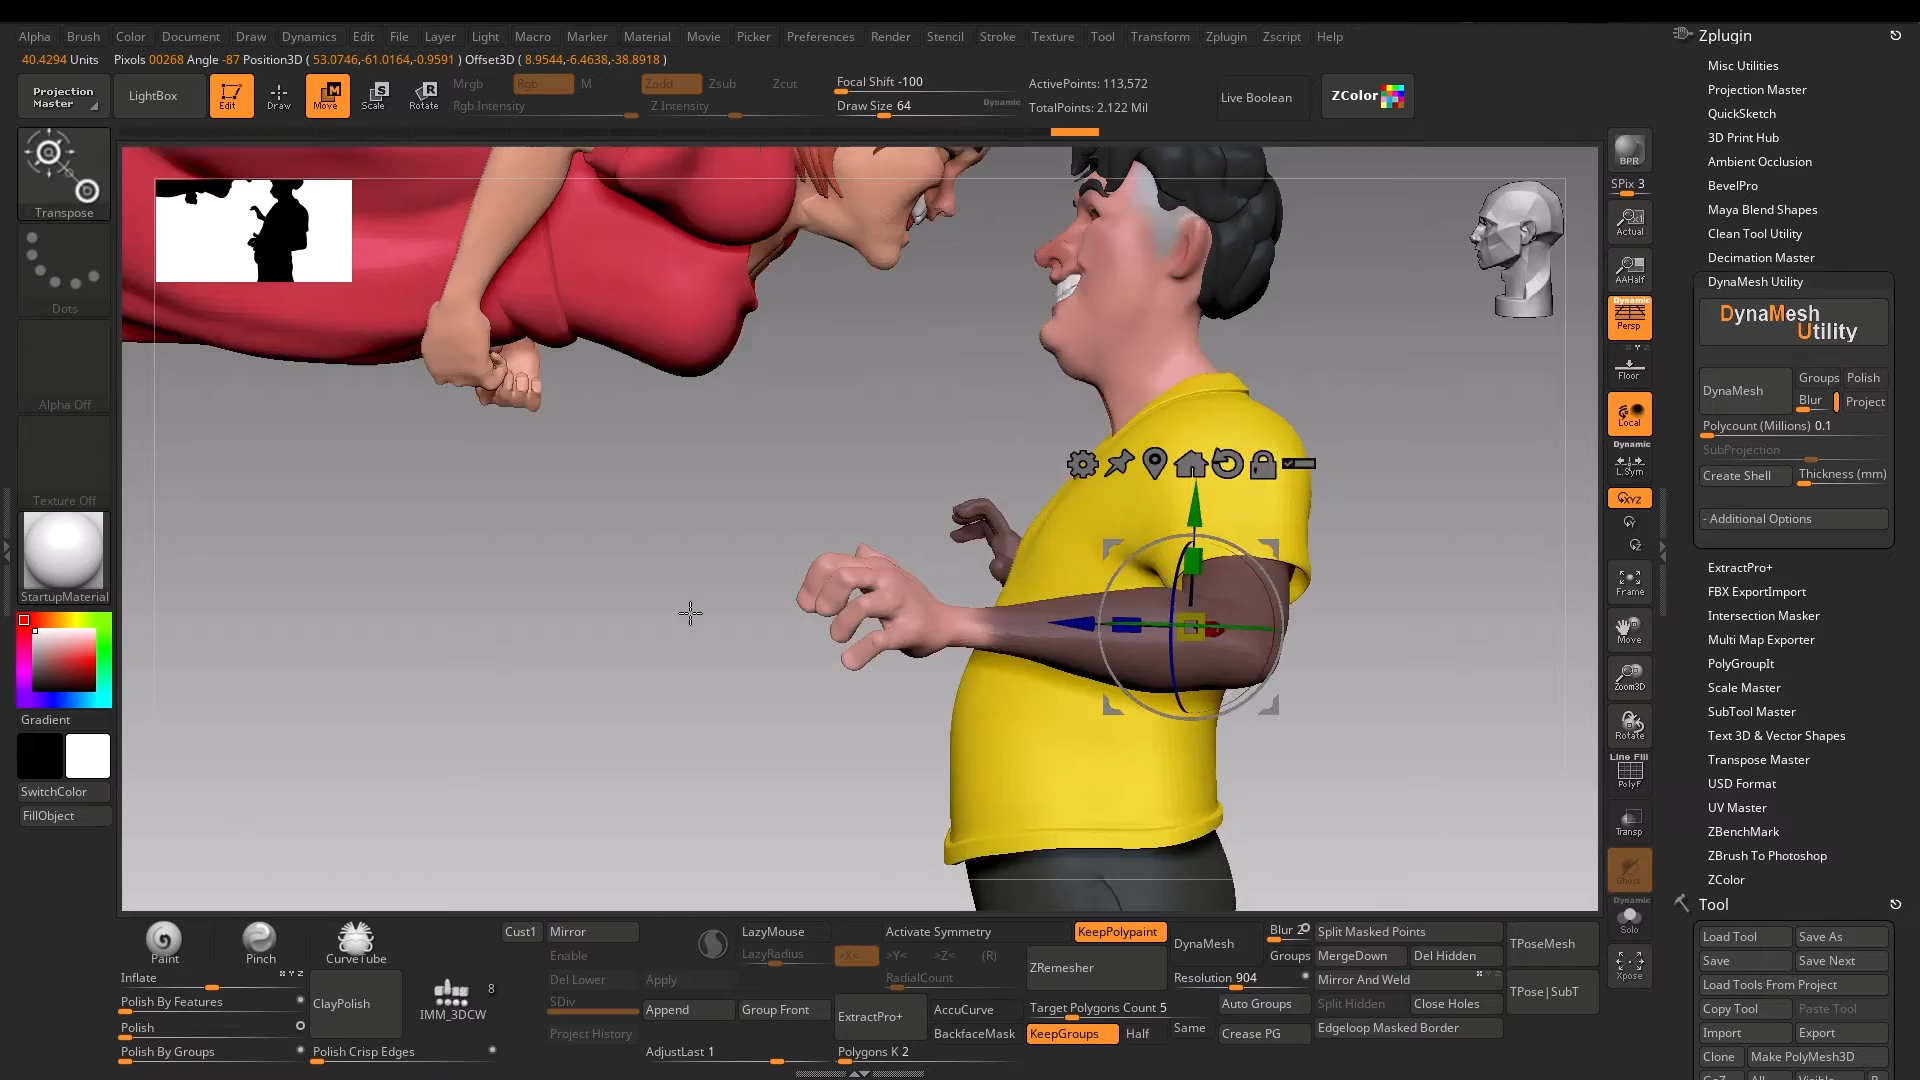 Alpha Brush Color Document Draw Dynamics Edit File Layer Light Macro Marker Material Movie Picker Preferences Render Stencil Stroke Texture Tool Transform Zplugin Zscript Help
40.4294 Units Pixols 00268 Angle -87 Position3D ( 53.0746,-61.0164,-0.9591 ) Offset3D ( 8.9544,-6.4638,-38.8918 )
Projection Master
LightBox
Edit
Draw
Move
Scale
Rotate
Mrgb Rgb M
Rgb Intensity
Zadd Zsub Zcut
Z Intensity
Focal Shift -100
Draw Size 64
Dynamic
ActivePoints: 113,572
TotalPoints: 2.122 Mil
Live Boolean
ZColor
Transpose
Dots
Alpha Off
Texture Off
StartupMaterial
Gradient
SwitchColor
FillObject
BPR
SPix 3
Actual
AAHalf
Dynamic
Persp
Floor
Local
Dynamic
L.Sym
XYZ
Frame
Move
Zoom3D
Rotate
Line Fill
PolyF
Transp
Ghost
Dynamic
Solo
Xpose
Zplugin
Misc Utilities
Projection Master
QuickSketch
3D Print Hub
Ambient Occlusion
BevelPro
Maya Blend Shapes
Clean Tool Utility
Decimation Master
DynaMesh Utility
DynaMesh
Utility
DynaMesh
Groups Polish
Blur Project
Polycount (Millions) 0.1
SubProjection
Create Shell Thickness (mm)
- Additional Options
ExtractPro+
FBX ExportImport
Intersection Masker
Multi Map Exporter
PolyGroupIt
Scale Master
SubTool Master
Text 3D & Vector Shapes
Transpose Master
USD Format
UV Master
ZBenchMark
ZBrush To Photoshop
ZColor
Tool
Load Tool Save As
Save Save Next
Load Tools From Project
Copy Tool Paste Tool
Import Export
Clone Make PolyMesh3D
Paint
Pinch
CurveTube
Inflate
Polish By Features
Polish
Polish By Groups
ClayPolish
Polish Crisp Edges
8
IMM_3DCW
Cust1 Mirror
Enable
Del Lower
SDiv
Project History
LazyMouse
LazyRadius
Apply
Append
AdjustLast 1
Group Front
Activate Symmetry
>X< >Y< >Z< (R)
RadialCount
ExtractPro+
Polygons K 2
AccuCurve
BackfaceMask
KeepPolypaint
ZRemesher
Target Polygons Count 5
KeepGroups Half Same
DynaMesh
Blur 2
Groups
Resolution 904
Auto Groups
Crease PG
Split Masked Points
MergeDown Del Hidden
Mirror And Weld
Split Hidden Close Holes
Edgeloop Masked Border
TPoseMesh
TPose|SubT